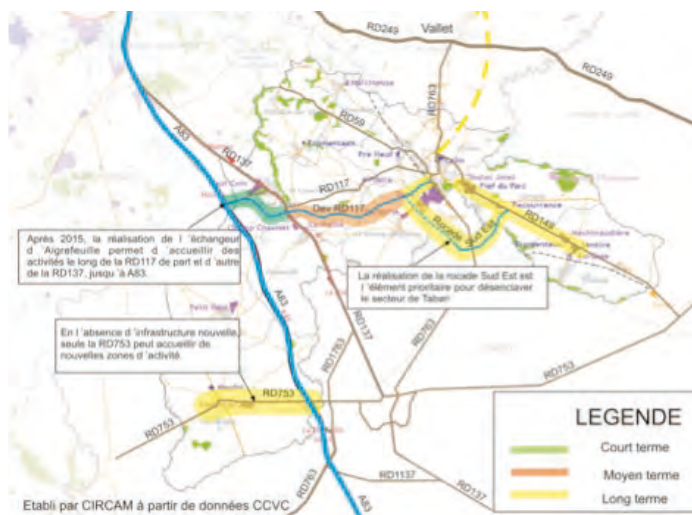 RD249
Vallet
RD249
RD763
RD59
A83
RD137
RD117
Pre Neuf
Fief du Parc
Dev RD117
RD149
Rocade Sud Est
Après 2015, la réalisation de l 'échangeur
d 'Aigrefeuille permet d 'accueillir des
activités le long de la RD117 de part et d 'autre
de la RD137, jusqu 'à A83.
La réalisation de la rocade Sud Est est
l 'élément prioritaire pour désenclaver
le secteur de Tabari
A83
RD137
RD763
En l 'absence d 'infrastructure nouvelle,
seule la RD753 peut accueillir de
nouvelles zones d 'activité.
RD1763
RD753
RD753
RD753
RD763
RD1137
RD137
A83
LEGENDE
Court terme
Moyen terme
Long terme
Etabli par CIRCAM à partir de données CCVC